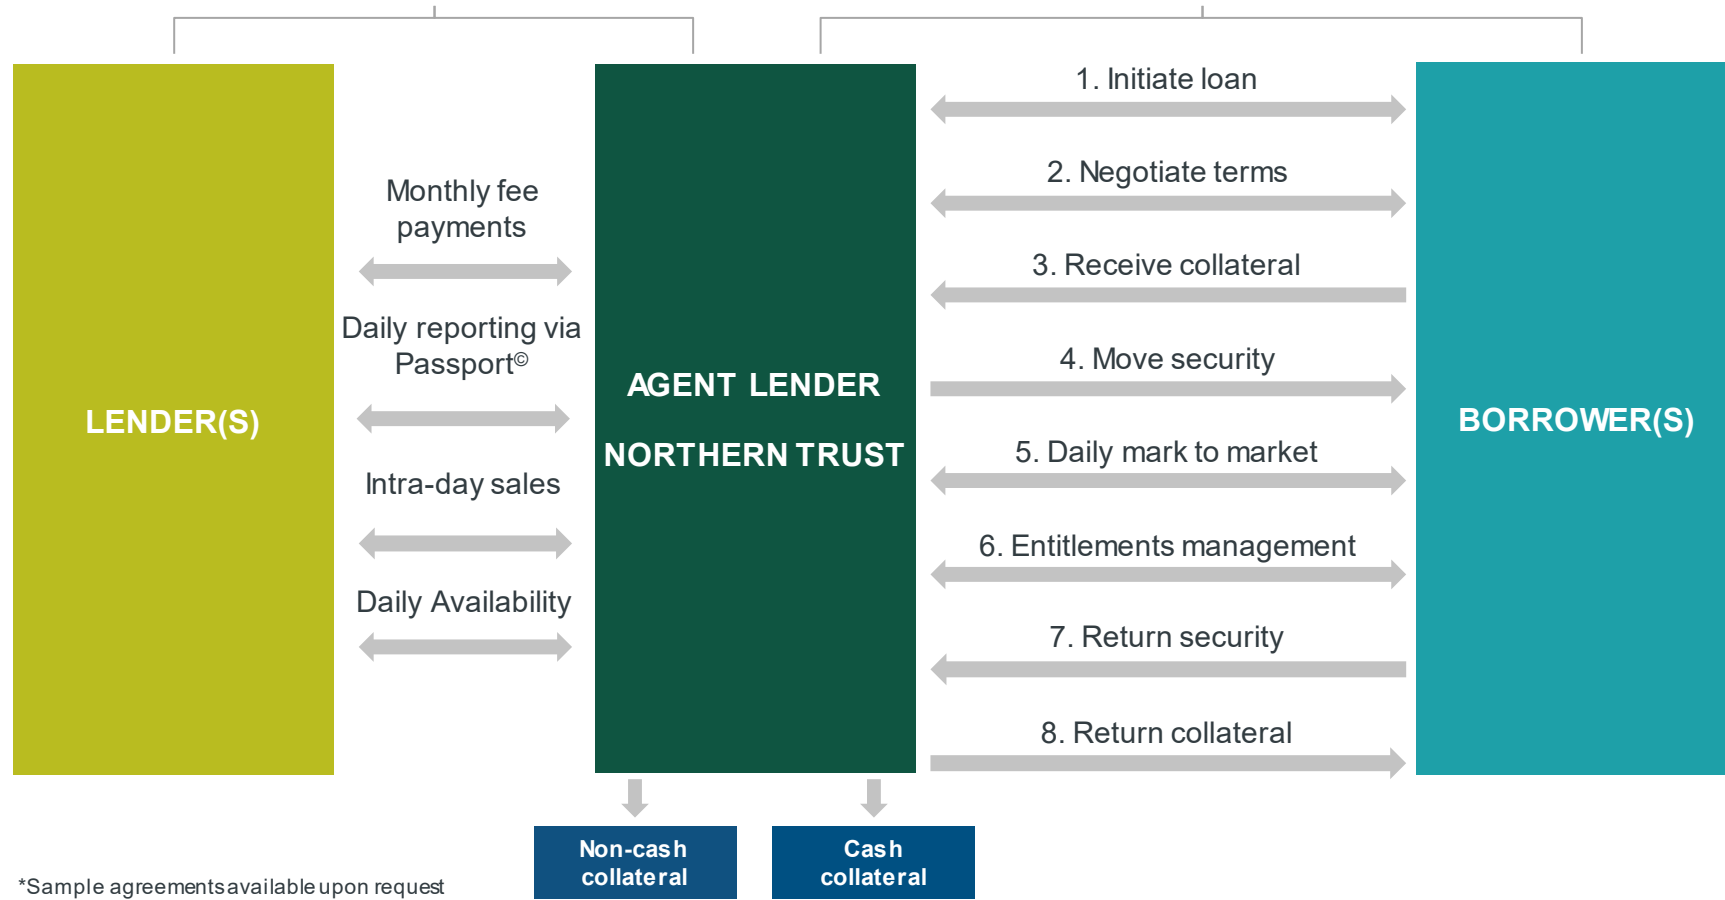 LENDER(S)
Monthly fee
payments
Daily reporting via
Passport©
Intra-day sales
Daily Availability
AGENT LENDER
NORTHERN TRUST
1. Initiate loan
2. Negotiate terms
3. Receive collateral
4. Move security
5. Daily mark to market
6. Entitlements management
7. Return security
8. Return collateral
BORROWER(S)
Non-cash
collateral
Cash
collateral
*Sample agreements available upon request